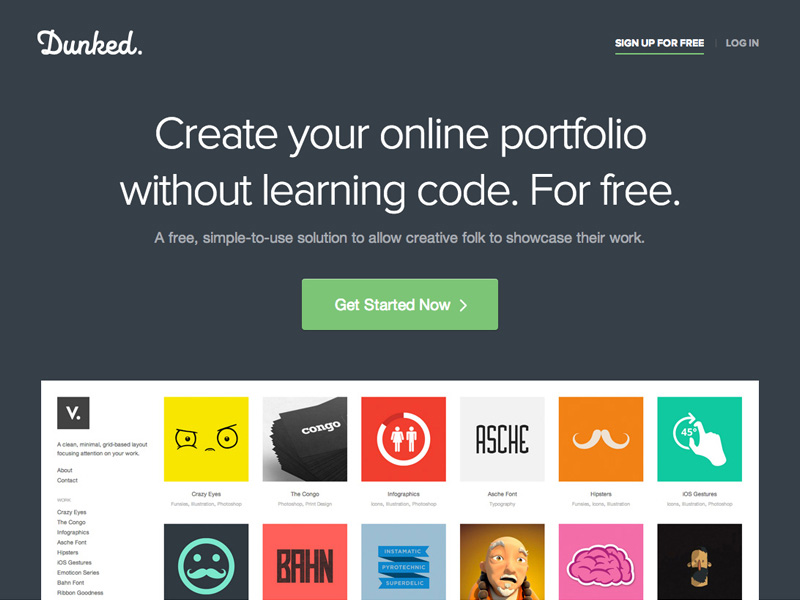 Dunked.
SIGN UP FOR FREE
LOG IN
Create your online portfolio
without learning code. For free.
A free, simple-to-use solution to allow creative folk to showcase their work.
Get Started Now
V.
A clean, minimal, grid-based layout
focusing attention on your work.
About
Contact
WORK
Crazy Eyes
The Congo
Infographics
Asche Font
Hipsters
iOS Gestures
Emoticon Series
Bahn Font
Ribbon Goodness
congo
ASCHE
45°
Crazy Eyes
Funsies, Illustration, Photoshop
The Congo
Photoshop, Print Design
Infographics
Icons, Illustration, Photoshop
Asche Font
Typography
Hipsters
Funsies, Icons, Illustration
iOS Gestures
Icons, Illustration, Photoshop
BAHN
INSTAMATIC
PYROTECHNIC
SUPERDELIC